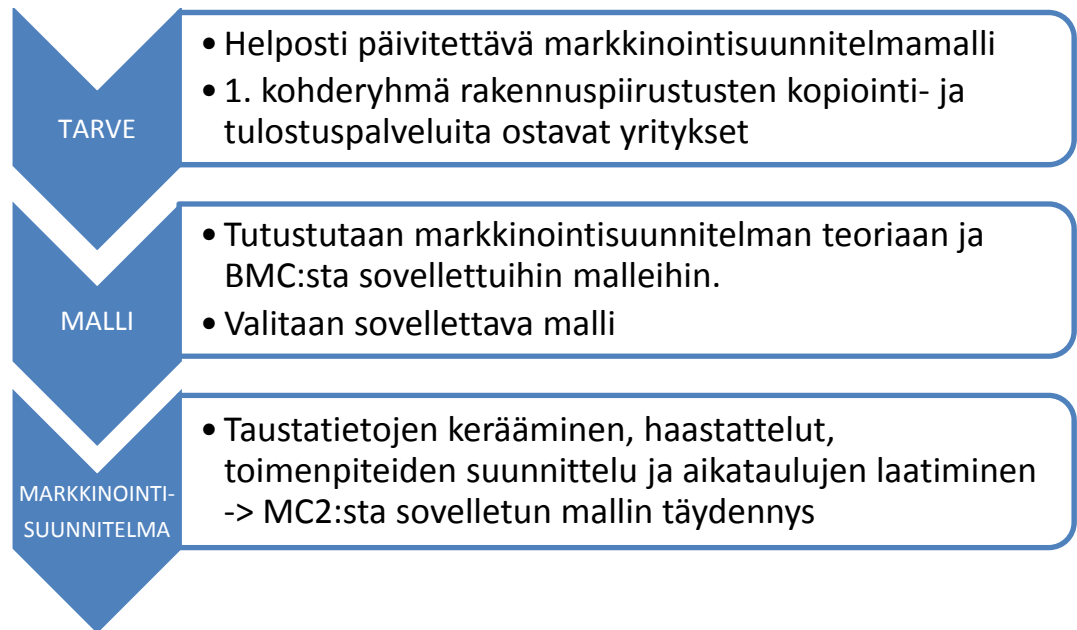 TARVE
• Helposti päivitettävä markkinointisuunnitelmamalli
• 1. kohderyhmä rakennuspiirustusten kopiointi- ja
tulostuspalveluita ostavat yritykset
MALLI
• Tutustutaan markkinointisuunnitelman teoriaan ja
BMC:sta sovellettuihin malleihin.
• Valitaan sovellettava malli
MARKKINOINTI-
SUUNNITELMA
• Taustatietojen kerääminen, haastattelut,
toimenpiteiden suunnittelu ja aikataulujen laatiminen
-> MC2:sta sovelletun mallin täydennys